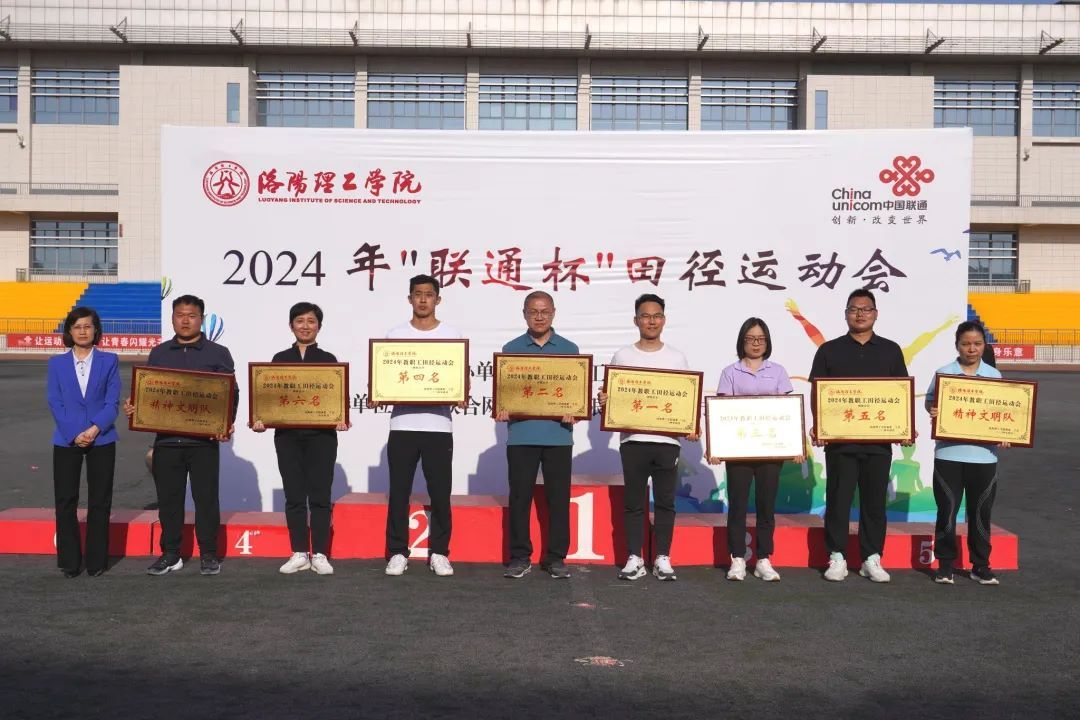 洛陽理工学院
LUOYANG INSTITUTE OF SCIENCE AND TECHNOLOGY
China
unicom中国联通
创新·改变世界
2024 年"联通杯"田径运动会
让运动
让青春闪耀
乐于
2024年教职工田径运动会
精神文明队
2024年教职工田径运动会
第六名
2024年教职工田径运动会
第四名
2024年教职工田径运动会
第二名
2024年教职工田径运动会
第一名
2024年教职工田径运动会
第三名
2024年教职工田径运动会
第五名
2024年教职工田径运动会
精神文明队
4
2
1
3
5